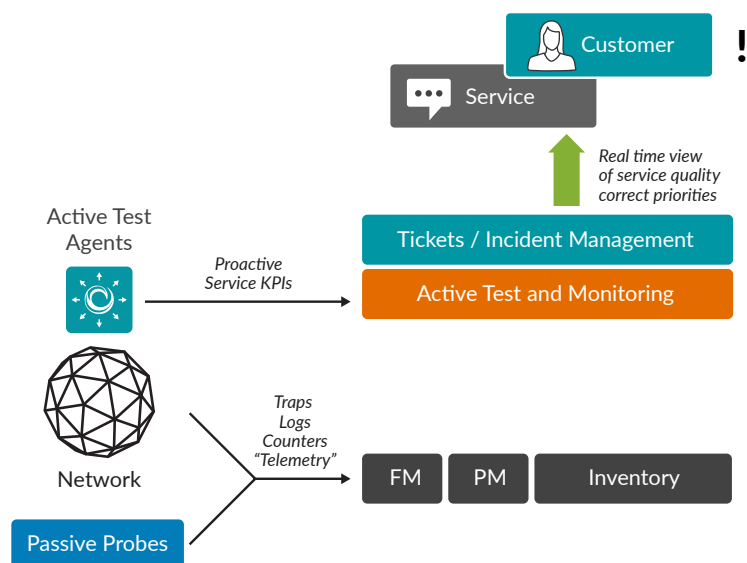 Customer
!
Service
Real time view
of service quality
correct priorities
Active Test
Agents
Tickets / Incident Management
Proactive
Service KPIs
Active Test and Monitoring
Traps
Logs
Counters
“Telemetry”
Network
FM
PM
Inventory
Passive Probes